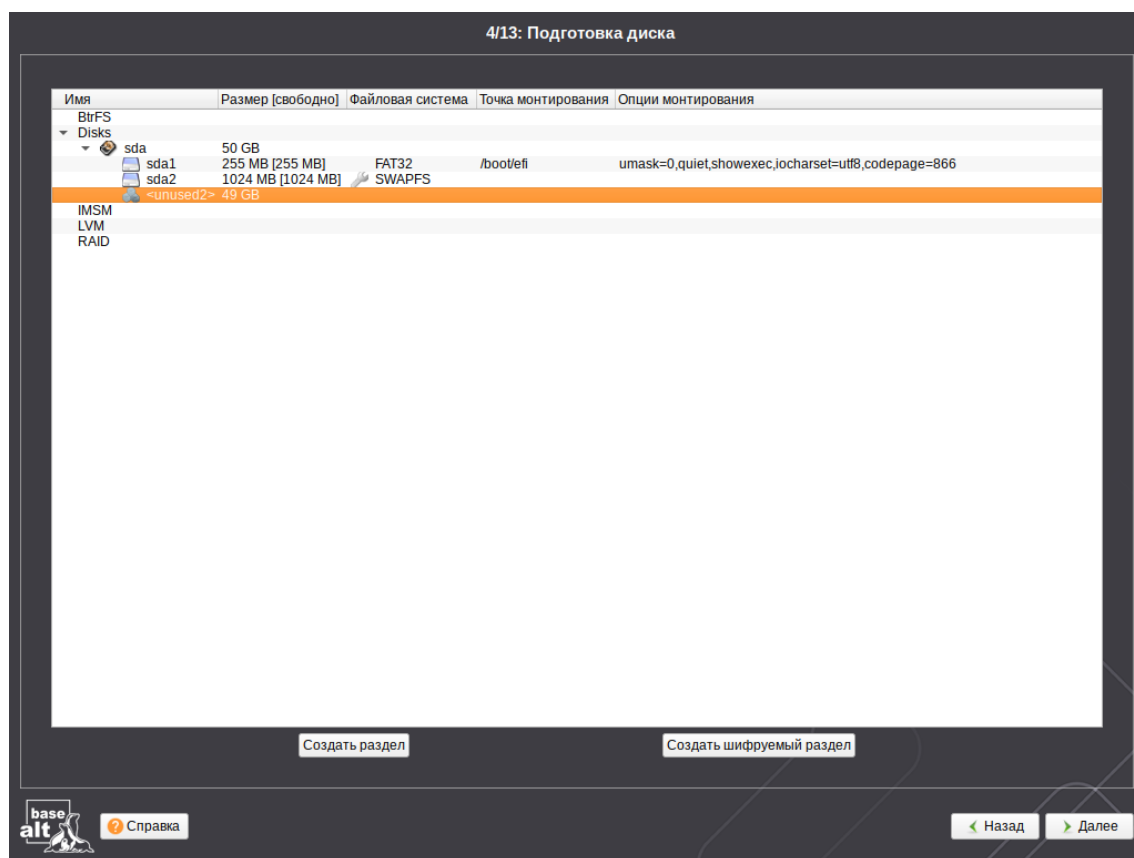 4/13: Подготовка диска
Имя Размер [свободно] Файловая система Точка монтирования Опции монтирования
BtrFS
Disks
sda 50 GB
sda1 255 MB [255 MB] FAT32 /boot/efi umask=0,quiet,showexec,iocharset=utf8,codepage=866
sda2 1024 MB [1024 MB] SWAPFS
<unused2> 49 GB
IMSM
LVM
RAID
Создать раздел Создать шифруемый раздел
base
alt
Справка Назад Далее